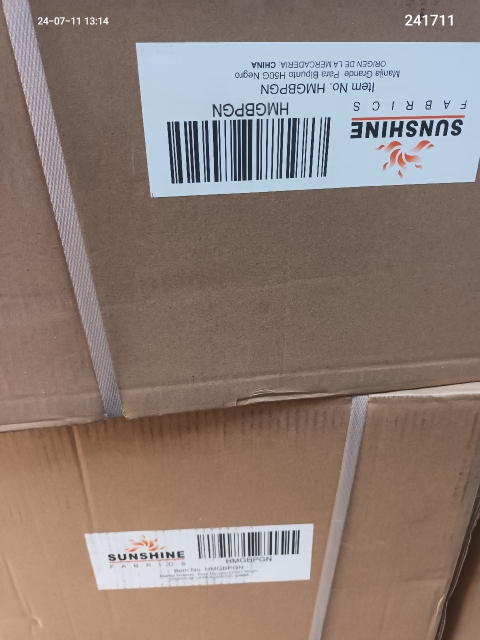 24-07-11 13:14
241711
SUNSHINE
FABRICS
HMGBPGN
Item No. HMGBPGN
Manija Grande Para Bipunto H50G Negro
ORIGEN DE LA MERCADERIA: CHINA
SUNSHINE
FABRICS
HMGBPGN
Item No. HMGBPGN